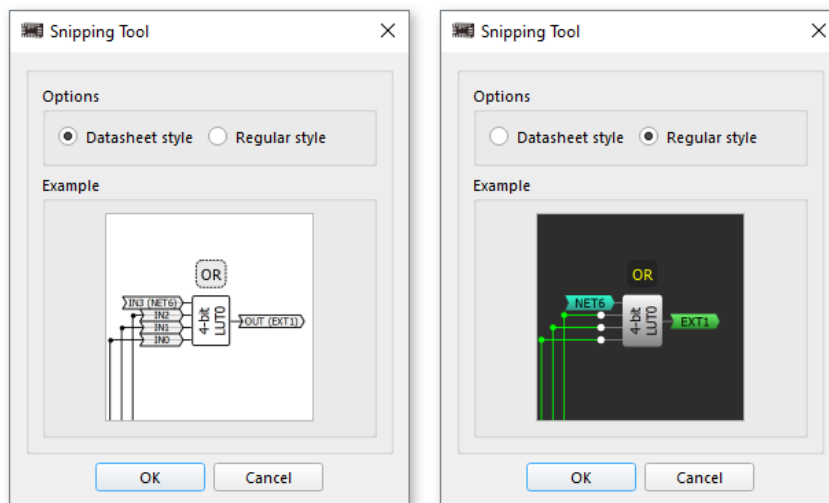 Snipping Tool
Options
Datasheet style
Regular style
Example
OR
IN3 (NET6)
IN2
IN1
IN0
4-bit
LUT0
OUT (EXT1)
OK
Cancel
Snipping Tool
Options
Datasheet style
Regular style
Example
OR
NET6
4-bit
LUT0
EXT1
OK
Cancel